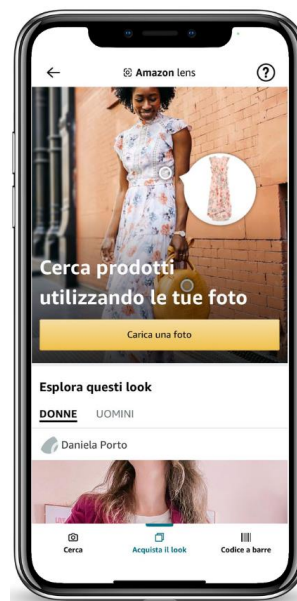 Amazon lens
?
Cerca prodotti
utilizzando le tue foto
Carica una foto
Esplora questi look
DONNE UOMINI
Daniela Porto
Cerca Acquista il look Codice a barre